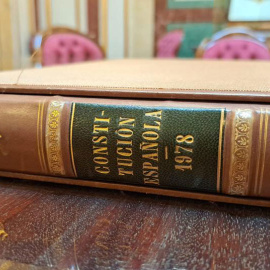 CONSTI-
TUCIÓN
ESPAÑOLA
1978